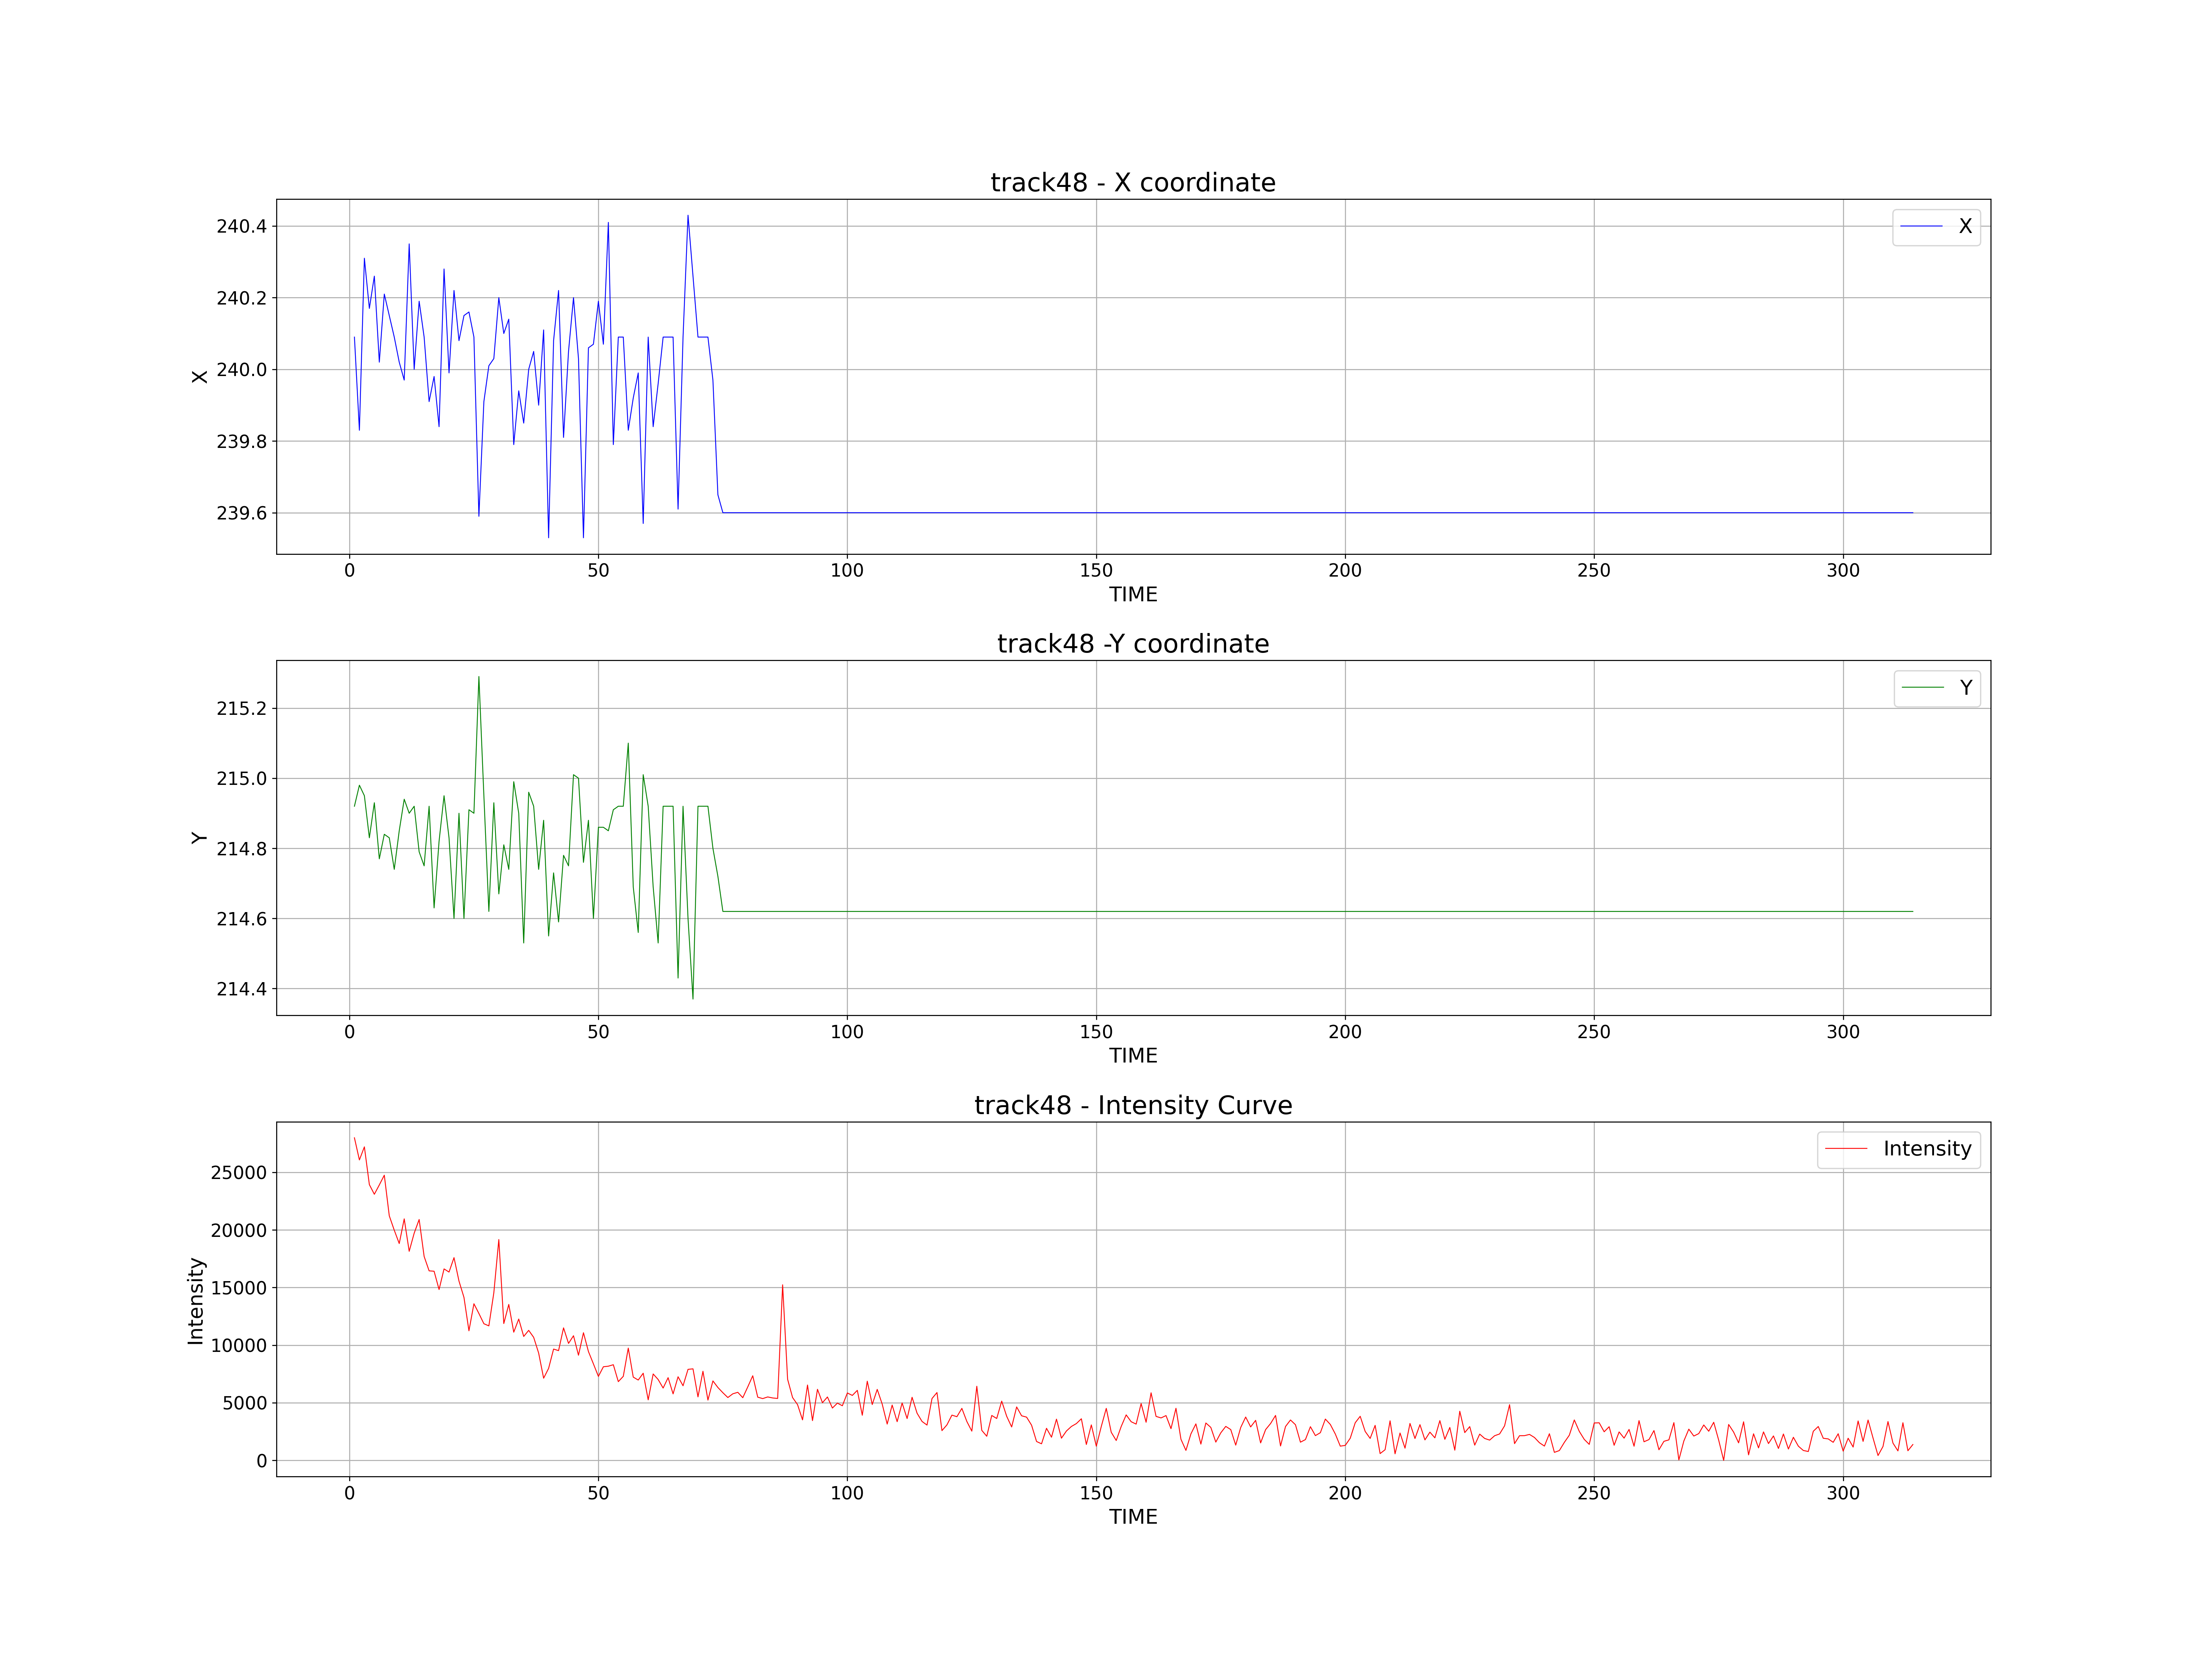 track48 - X coordinate
X
240.4
240.2
240.0
239.8
239.6
X
0 50 100 150 200 250 300
TIME
track48 -Y coordinate
Y
215.2
215.0
214.8
214.6
214.4
Y
0 50 100 150 200 250 300
TIME
track48 - Intensity Curve
Intensity
25000
20000
15000
10000
5000
0
Intensity
0 50 100 150 200 250 300
TIME